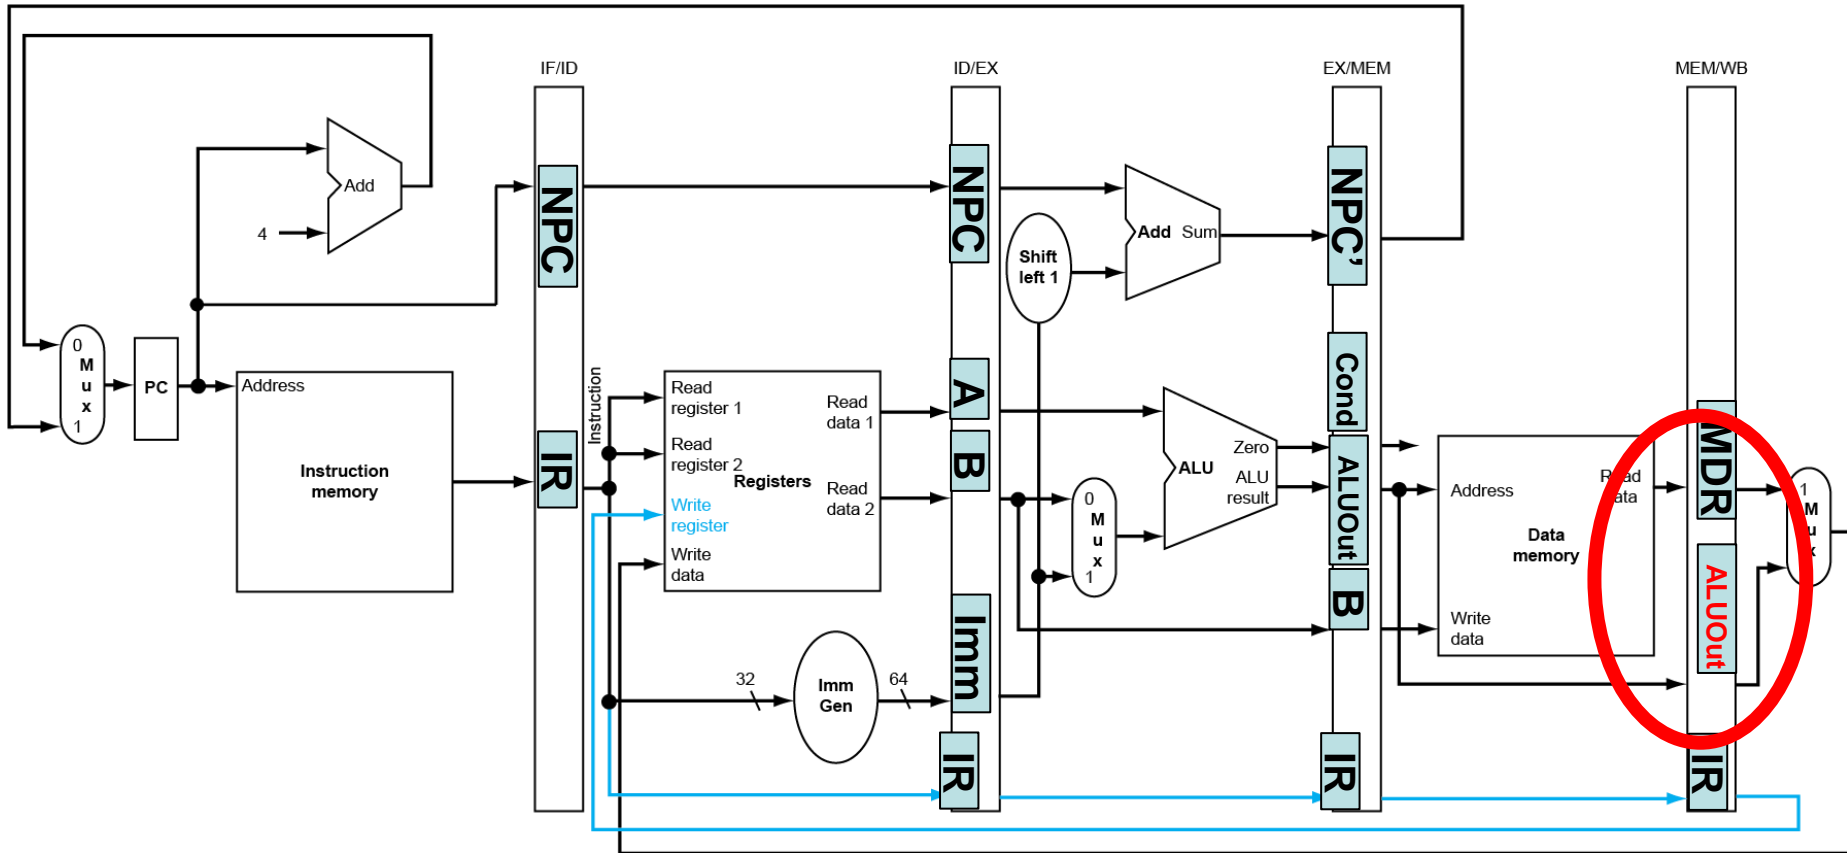 IF/ID
ID/EX
EX/MEM
MEM/WB
Add
4
NPC
NPC
Add Sum
NPC'
Shift
left 1
0
M
u
x
1
PC
Address
Instruction
memory
IR
Instruction
Read
register 1
Read
register 2
Registers
Write
register
Write
data
Read
data 1
Read
data 2
A
B
Imm
0
M
u
x
1
Zero
ALU
ALU
result
Cond
ALUOut
B
Address
Read
data
Data
memory
Write
data
MDR
ALUOut
1
M
u
x
32
Imm
Gen
64
IR
IR
IR